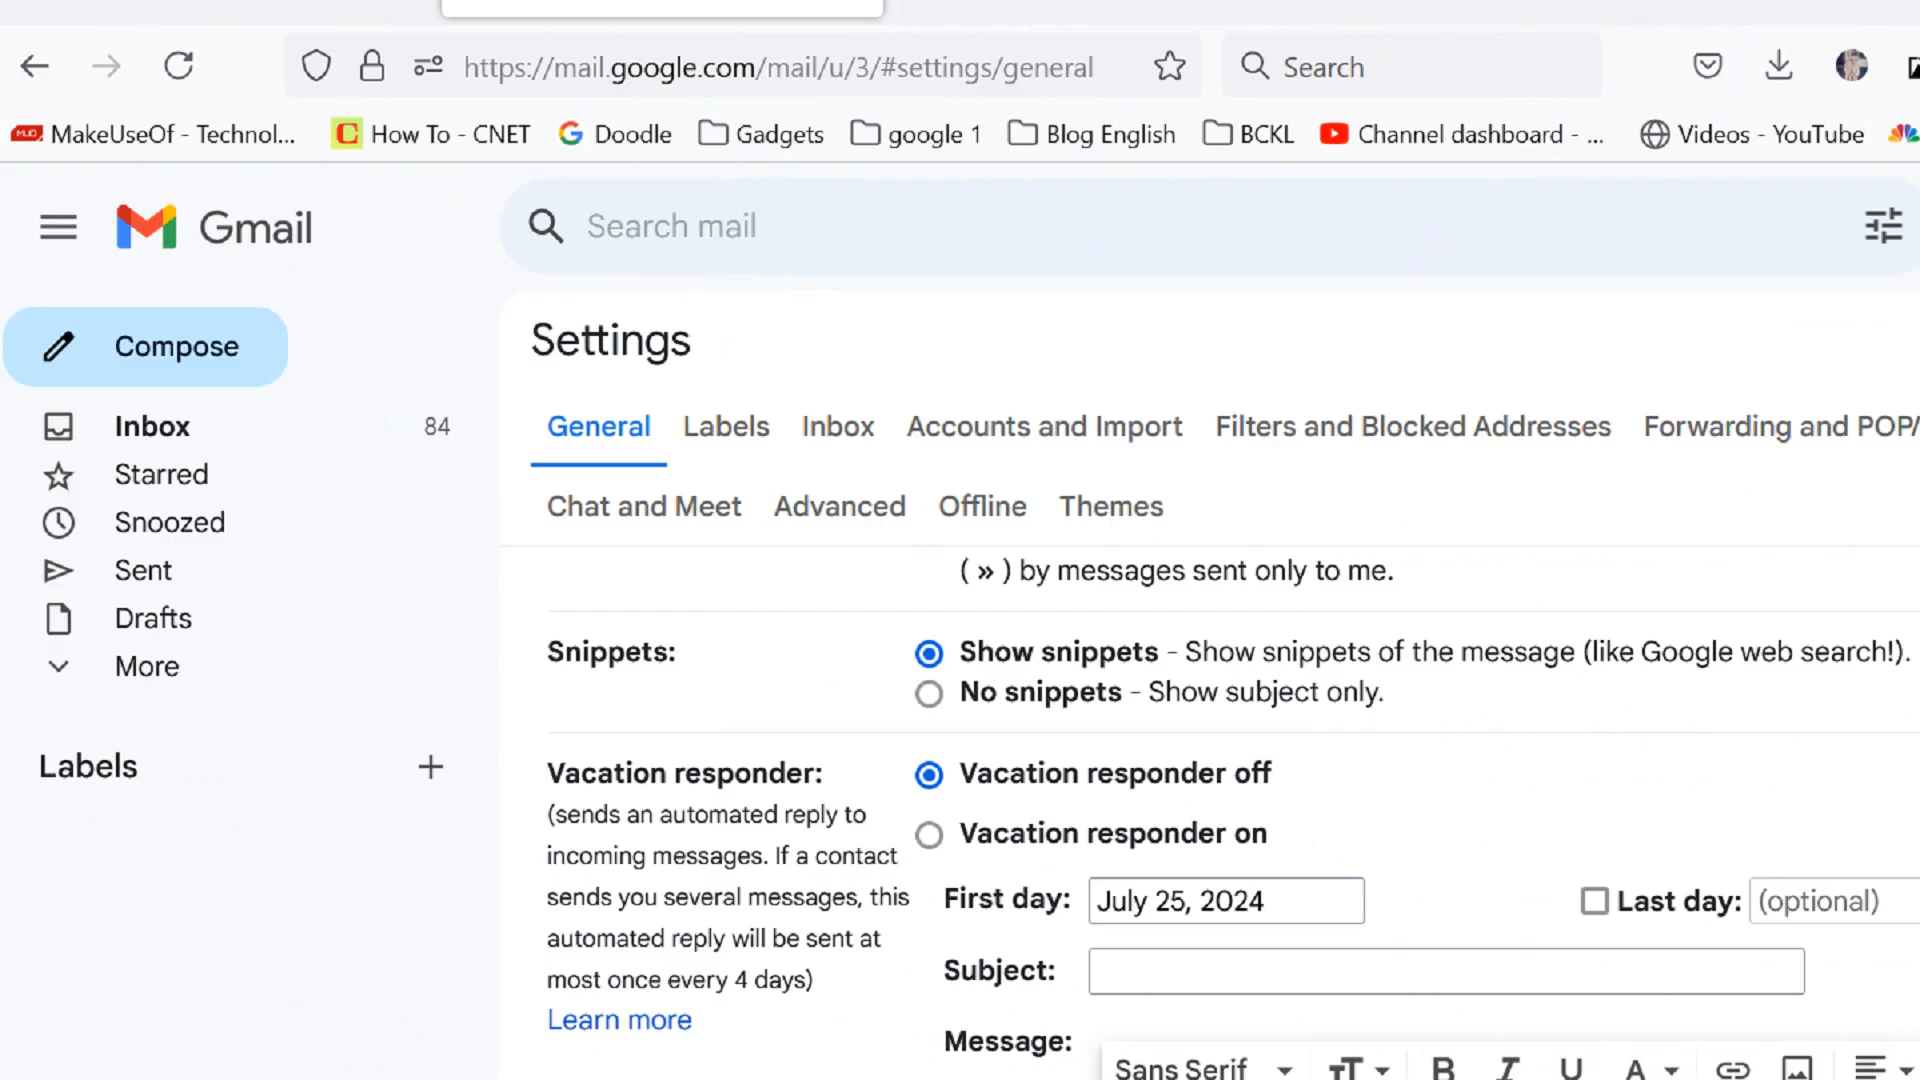 https://mail.google.com/mail/u/3/#settings/general Search
MakeUseOf - Technol... How To - CNET Doodle Gadgets google 1 Blog English BCKL Channel dashboard - ... Videos - YouTube
Gmail
Search mail
Compose
Inbox 84
Starred
Snoozed
Sent
Drafts
More
Labels +
Settings
General Labels Inbox Accounts and Import Filters and Blocked Addresses Forwarding and POP/
Chat and Meet Advanced Offline Themes
( » ) by messages sent only to me.
Snippets: Show snippets - Show snippets of the message (like Google web search!).
No snippets - Show subject only.
Vacation responder:
(sends an automated reply to
incoming messages. If a contact
sends you several messages, this
automated reply will be sent at
most once every 4 days)
Learn more
Vacation responder off
Vacation responder on
First day: July 25, 2024 Last day: (optional)
Subject:
Message:
Sans Serif TT B I U A